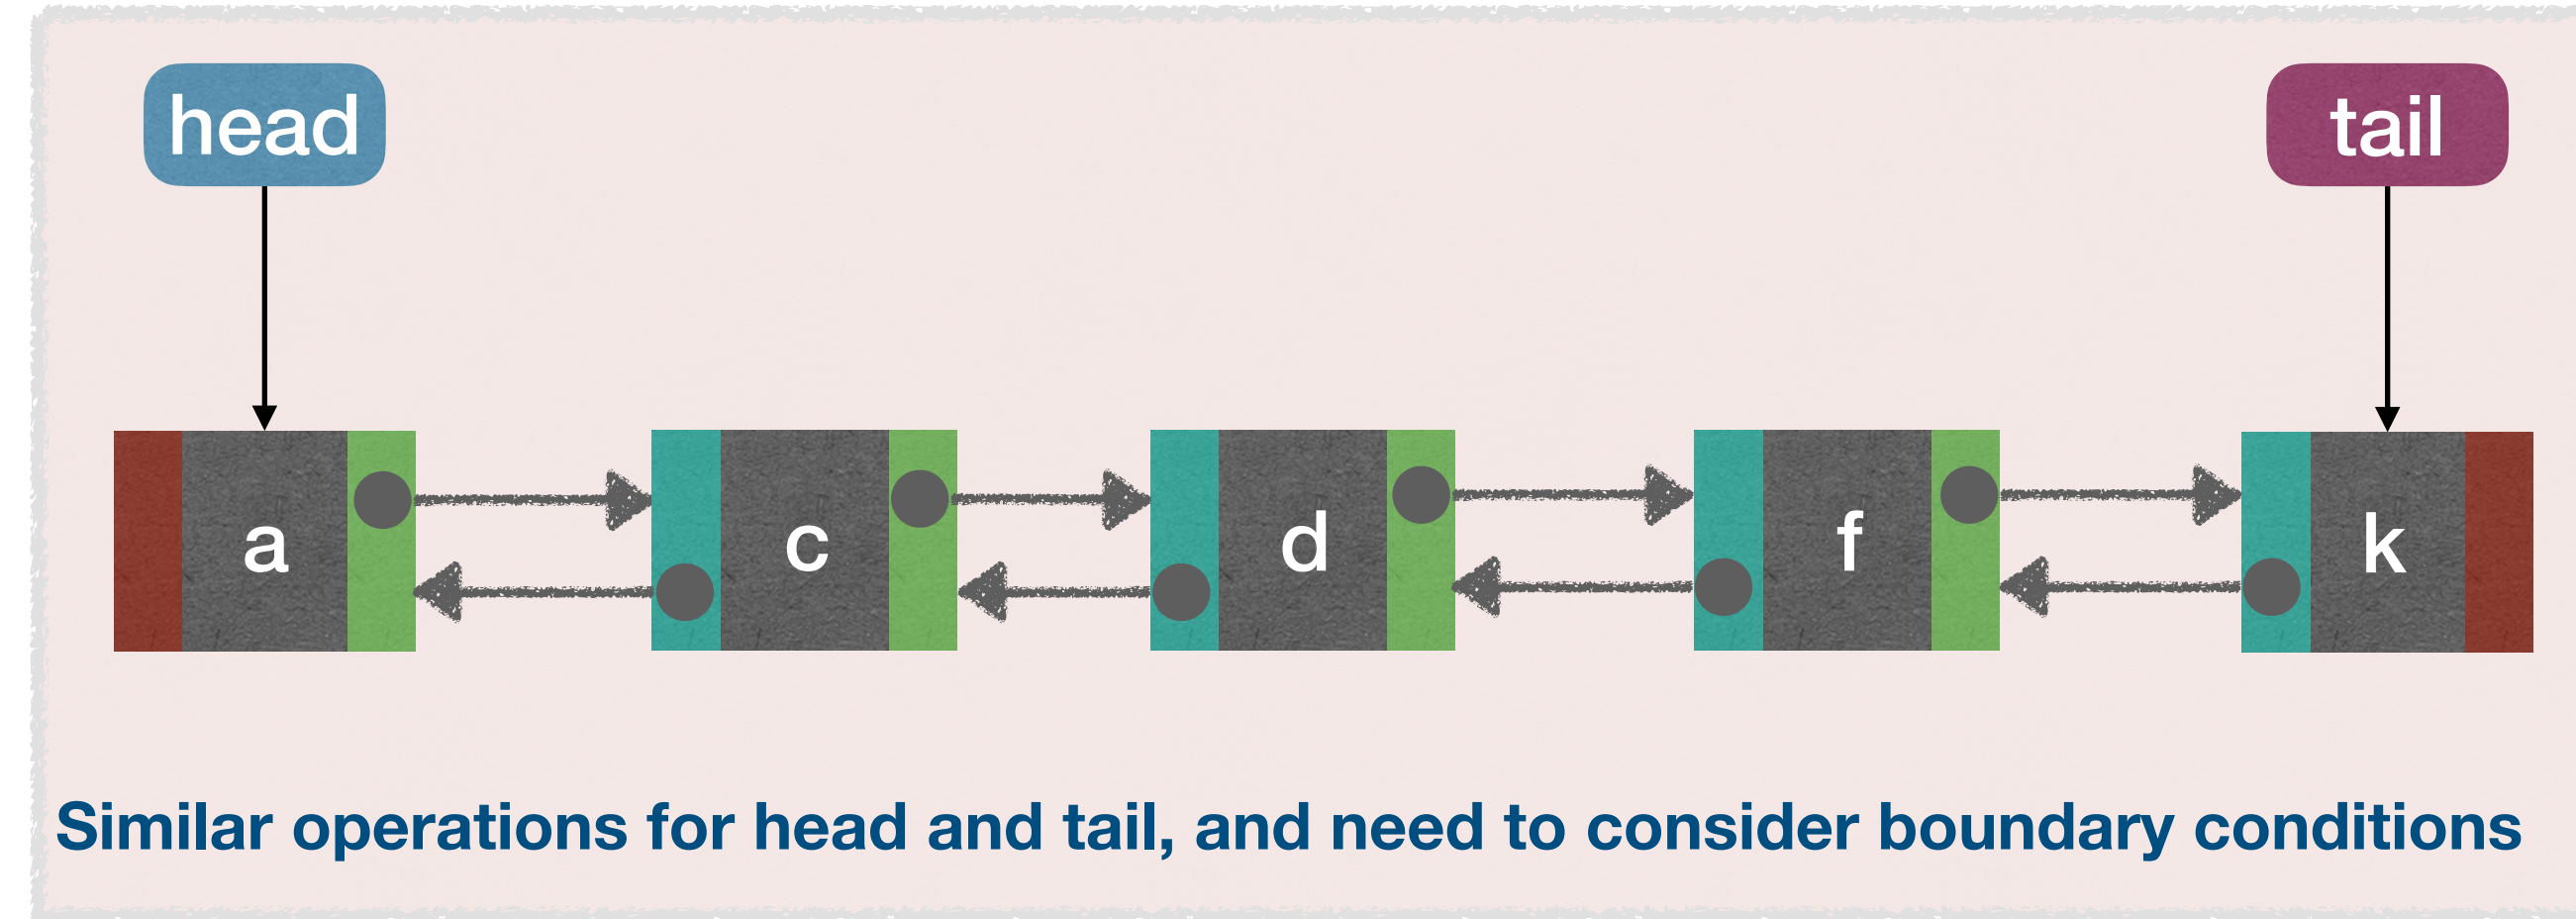 head
tail
a
c
d
f
k
Similar operations for head and tail, and need to consider boundary conditions